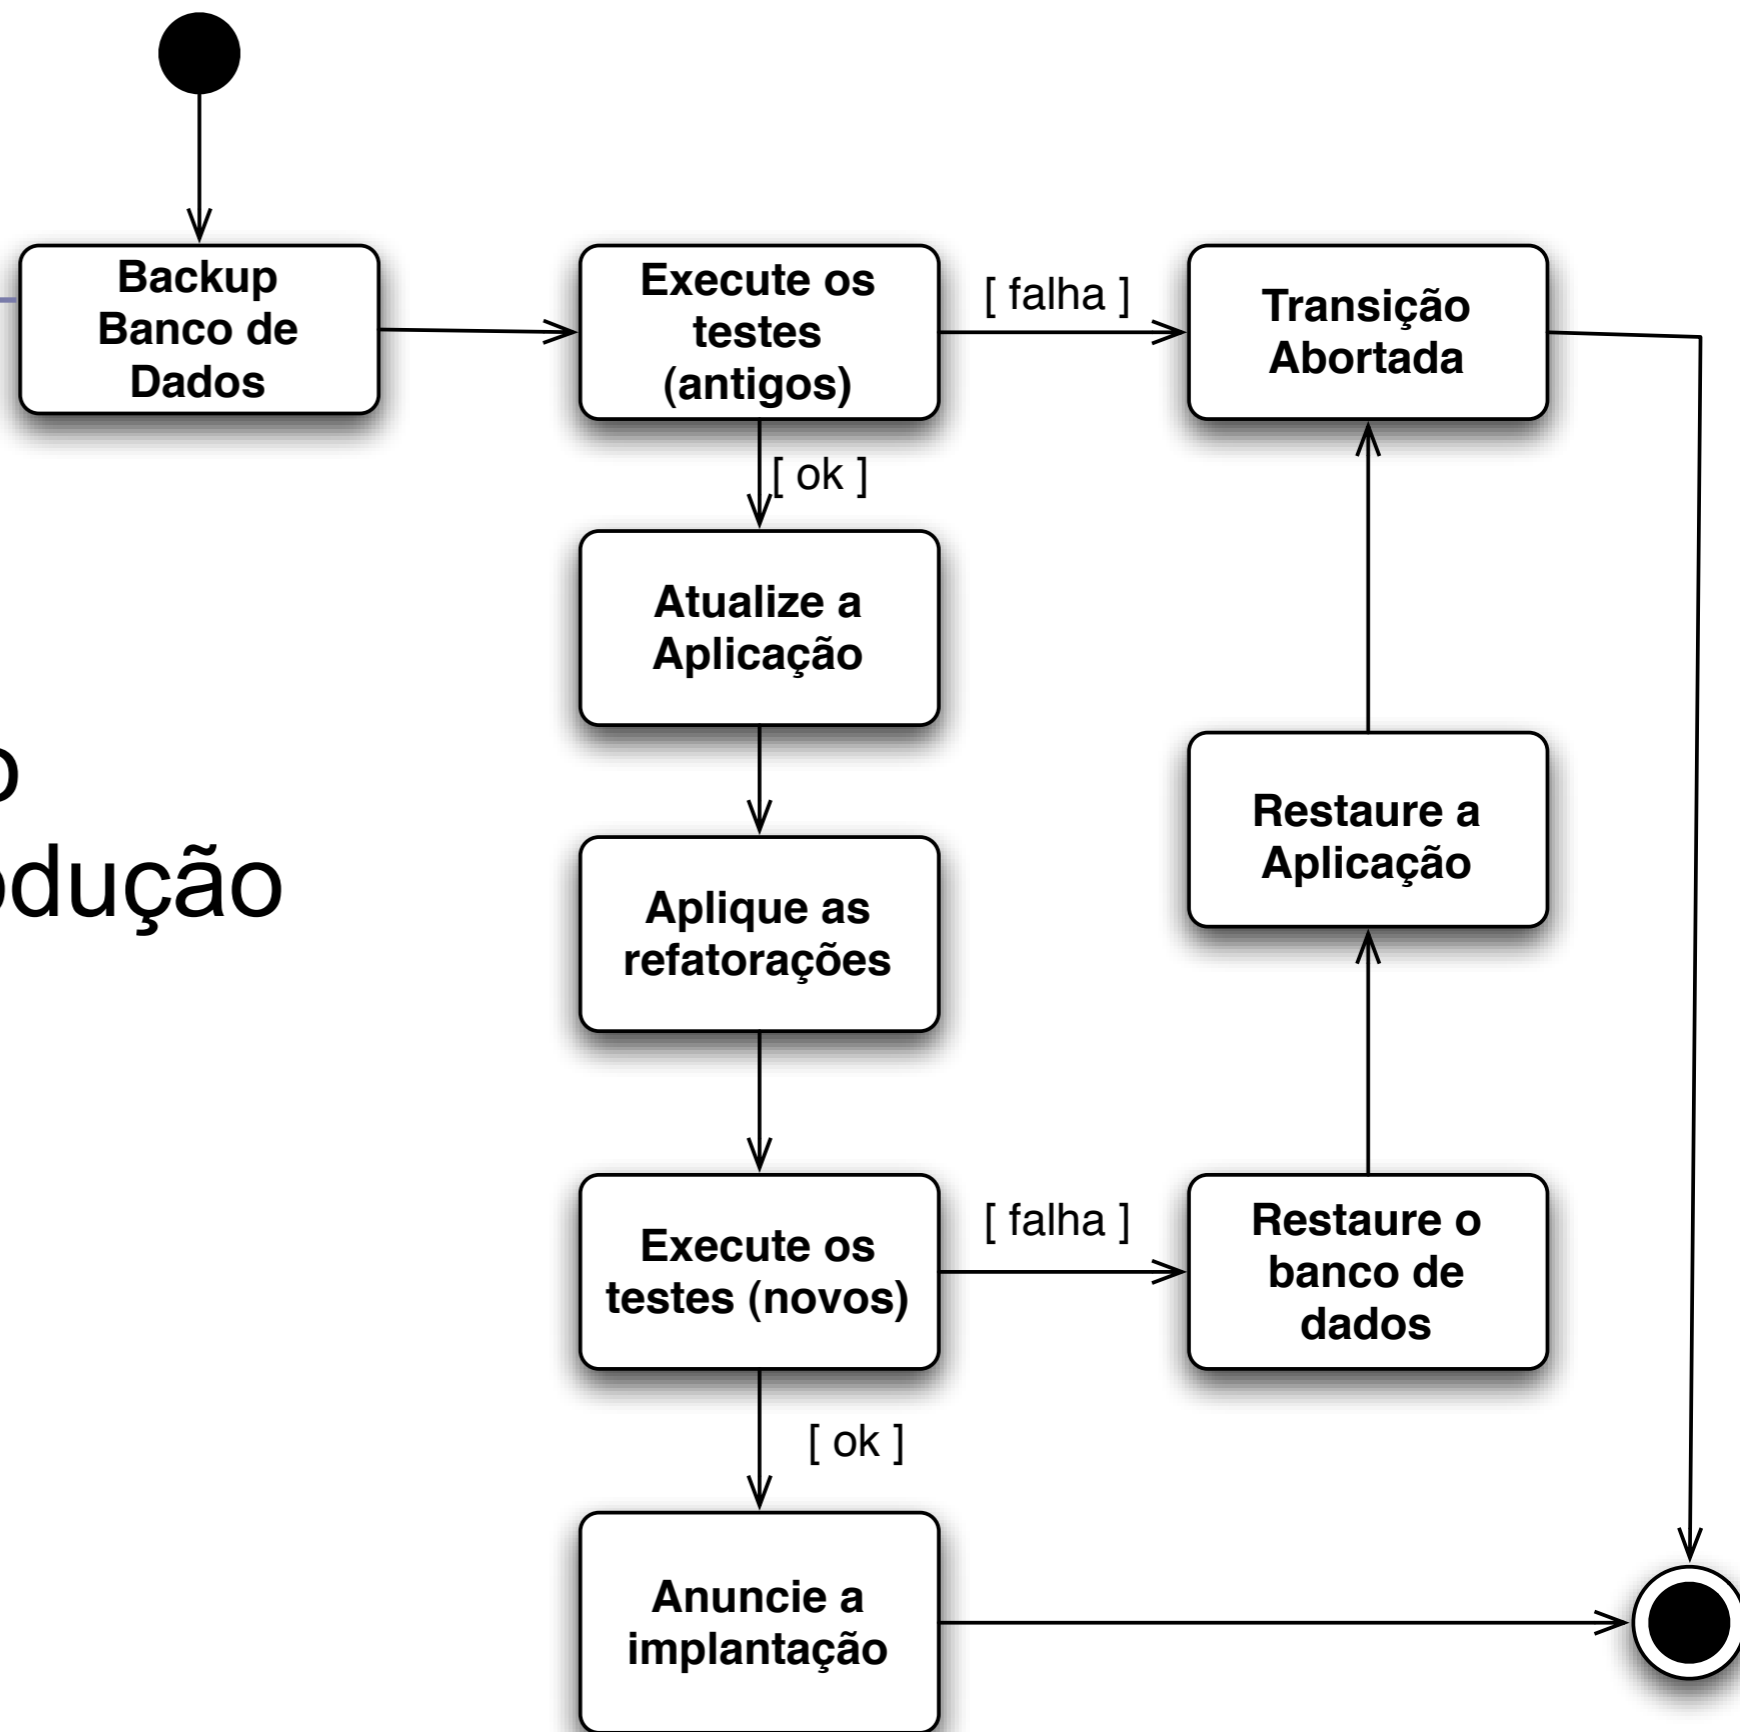 Backup
Banco de
Dados
Execute os
testes
(antigos)
[ falha ]
Transição
Abortada
[ ok ]
Atualize a
Aplicação
o
odução
Aplique as
refatorações
Restaure a
Aplicação
Execute os
testes (novos)
[ falha ]
Restaure o
banco de
dados
[ ok ]
Anuncie a
implantação